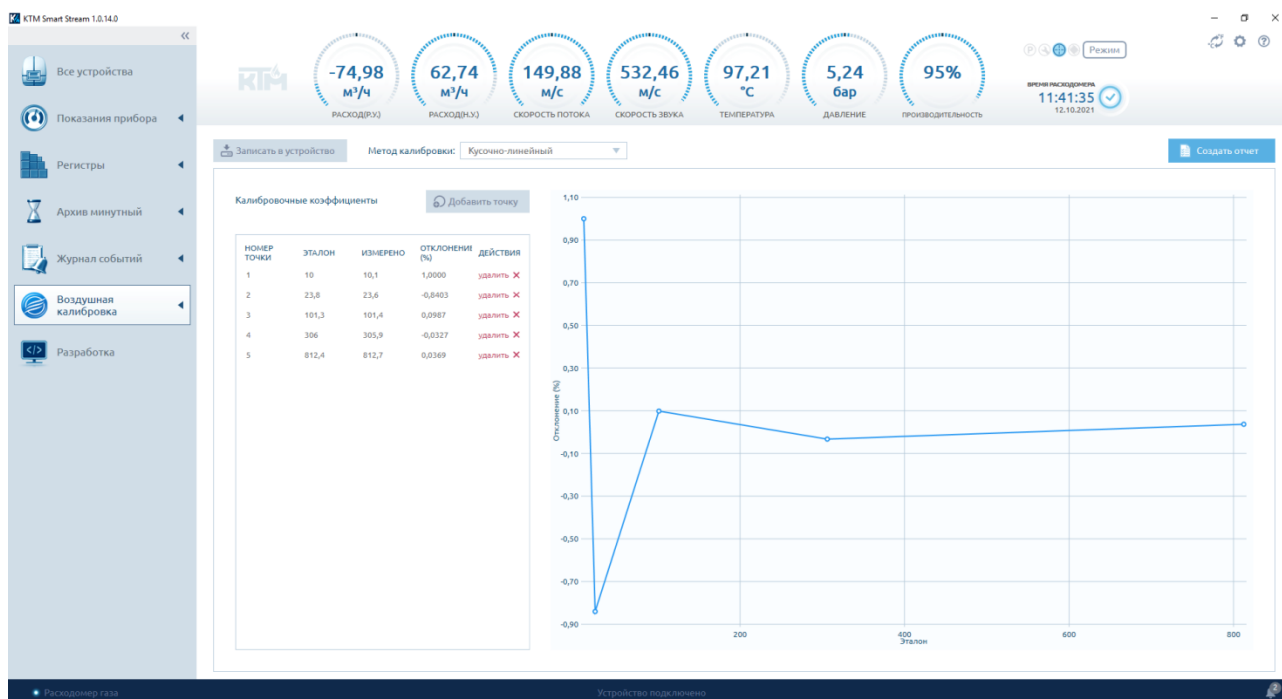 KTM Smart Stream 1.0.14.0
Все устройства
Показания прибора
Регистры
Архив минутный
Журнал событий
Воздушная
калибровка
Разработка
КТМ
-74,98
м³/ч
РАСХОД(Р.У.)
62,74
м³/ч
РАСХОД(Н.У.)
149,88
м/с
СКОРОСТЬ ПОТОКА
532,46
м/с
СКОРОСТЬ ЗВУКА
97,21
°C
ТЕМПЕРАТУРА
5,24
бар
ДАВЛЕНИЕ
95%
ПРОИЗВОДИТЕЛЬНОСТЬ
Режим
ВРЕМЯ РАСХОДОМЕРА
11:41:35
12.10.2021
Записать в устройство
Метод калибровки: Кусочно-линейный
Создать отчет
Калибровочные коэффициенты
Добавить точку
НОМЕР ТОЧКИ ЭТАЛОН ИЗМЕРЕНО ОТКЛОНЕНИЕ (%) ДЕЙСТВИЯ
1 10 10,1 1,0000 удалить
2 23,8 23,6 -0,8403 удалить
3 101,3 101,4 0,0987 удалить
4 306 305,9 -0,0327 удалить
5 812,4 812,7 0,0369 удалить
1,10
0,90
0,70
0,50
0,30
0,10
-0,10
-0,30
-0,50
-0,70
-0,90
Отклонение (%)
200 400 600 800
Эталон
Расходомер газа
Устройство подключено